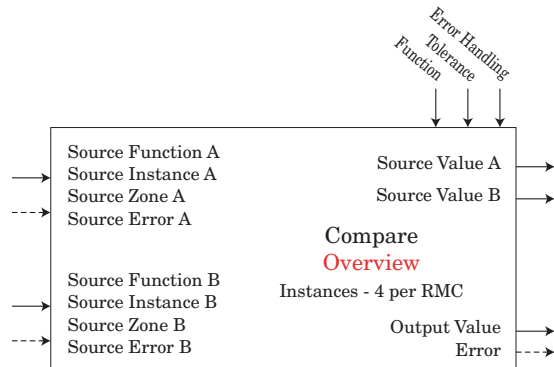 Function
Tolerance
Error Handling
Source Function A
Source Instance A
Source Zone A
Source Error A
Source Value A
Source Value B
Compare
Overview
Instances - 4 per RMC
Source Function B
Source Instance B
Source Zone B
Source Error B
Output Value
Error